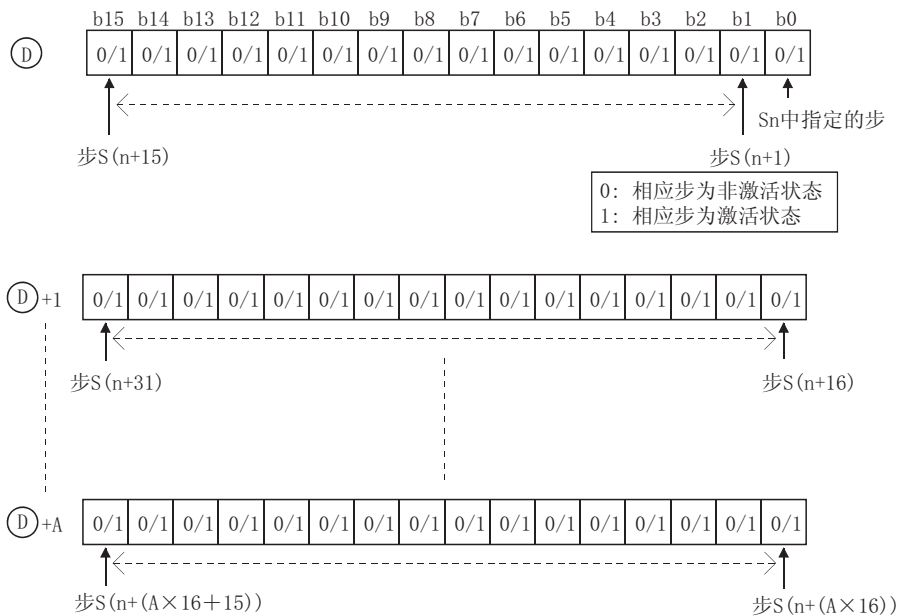 b15 b14 b13 b12 b11 b10 b9 b8 b7 b6 b5 b4 b3 b2 b1 b0
D 0/1 0/1 0/1 0/1 0/1 0/1 0/1 0/1 0/1 0/1 0/1 0/1 0/1 0/1 0/1 0/1
Sn中指定的步
步S(n+15) 步S(n+1)
0: 相应步为非激活状态
1: 相应步为激活状态
D+1 0/1 0/1 0/1 0/1 0/1 0/1 0/1 0/1 0/1 0/1 0/1 0/1 0/1 0/1 0/1 0/1
步S(n+31) 步S(n+16)
D+A 0/1 0/1 0/1 0/1 0/1 0/1 0/1 0/1 0/1 0/1 0/1 0/1 0/1 0/1 0/1 0/1
步S(n+(A×16+15)) 步S(n+(A×16))